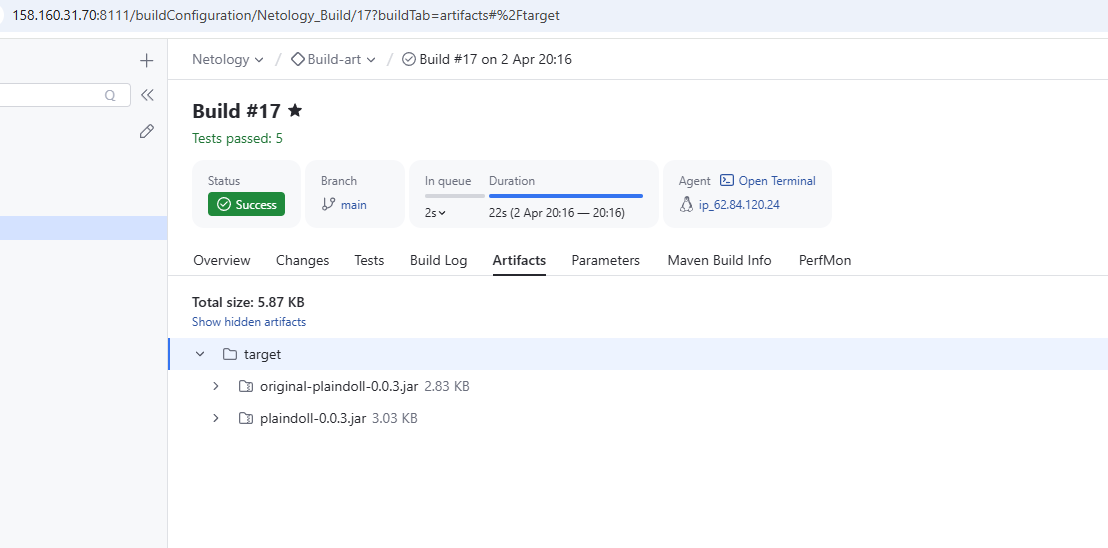 158.160.31.70:8111/buildConfiguration/Netology_Build/17?buildTab=artifacts#%2Ftarget
Netology / Build-art / Build #17 on 2 Apr 20:16
Build #17
Tests passed: 5
Status
Success
Branch
main
In queue
2s
Duration
22s (2 Apr 20:16 — 20:16)
Agent Open Terminal
ip_62.84.120.24
Overview Changes Tests Build Log Artifacts Parameters Maven Build Info PerfMon
Total size: 5.87 KB
Show hidden artifacts
target
original-plaindoll-0.0.3.jar 2.83 KB
plaindoll-0.0.3.jar 3.03 KB